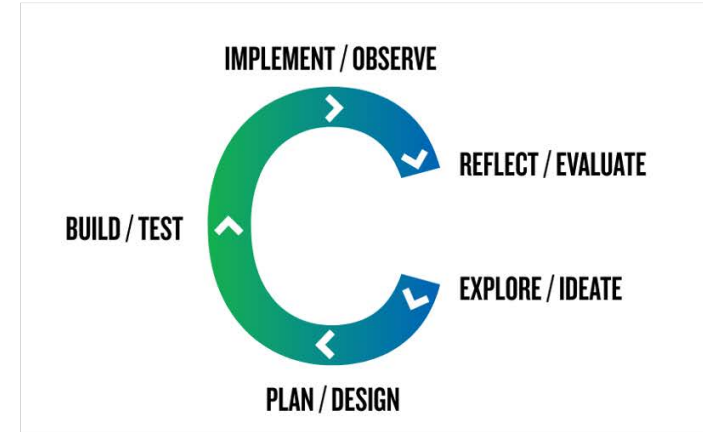 IMPLEMENT / OBSERVE
REFLECT / EVALUATE
BUILD / TEST
EXPLORE / IDEATE
PLAN / DESIGN